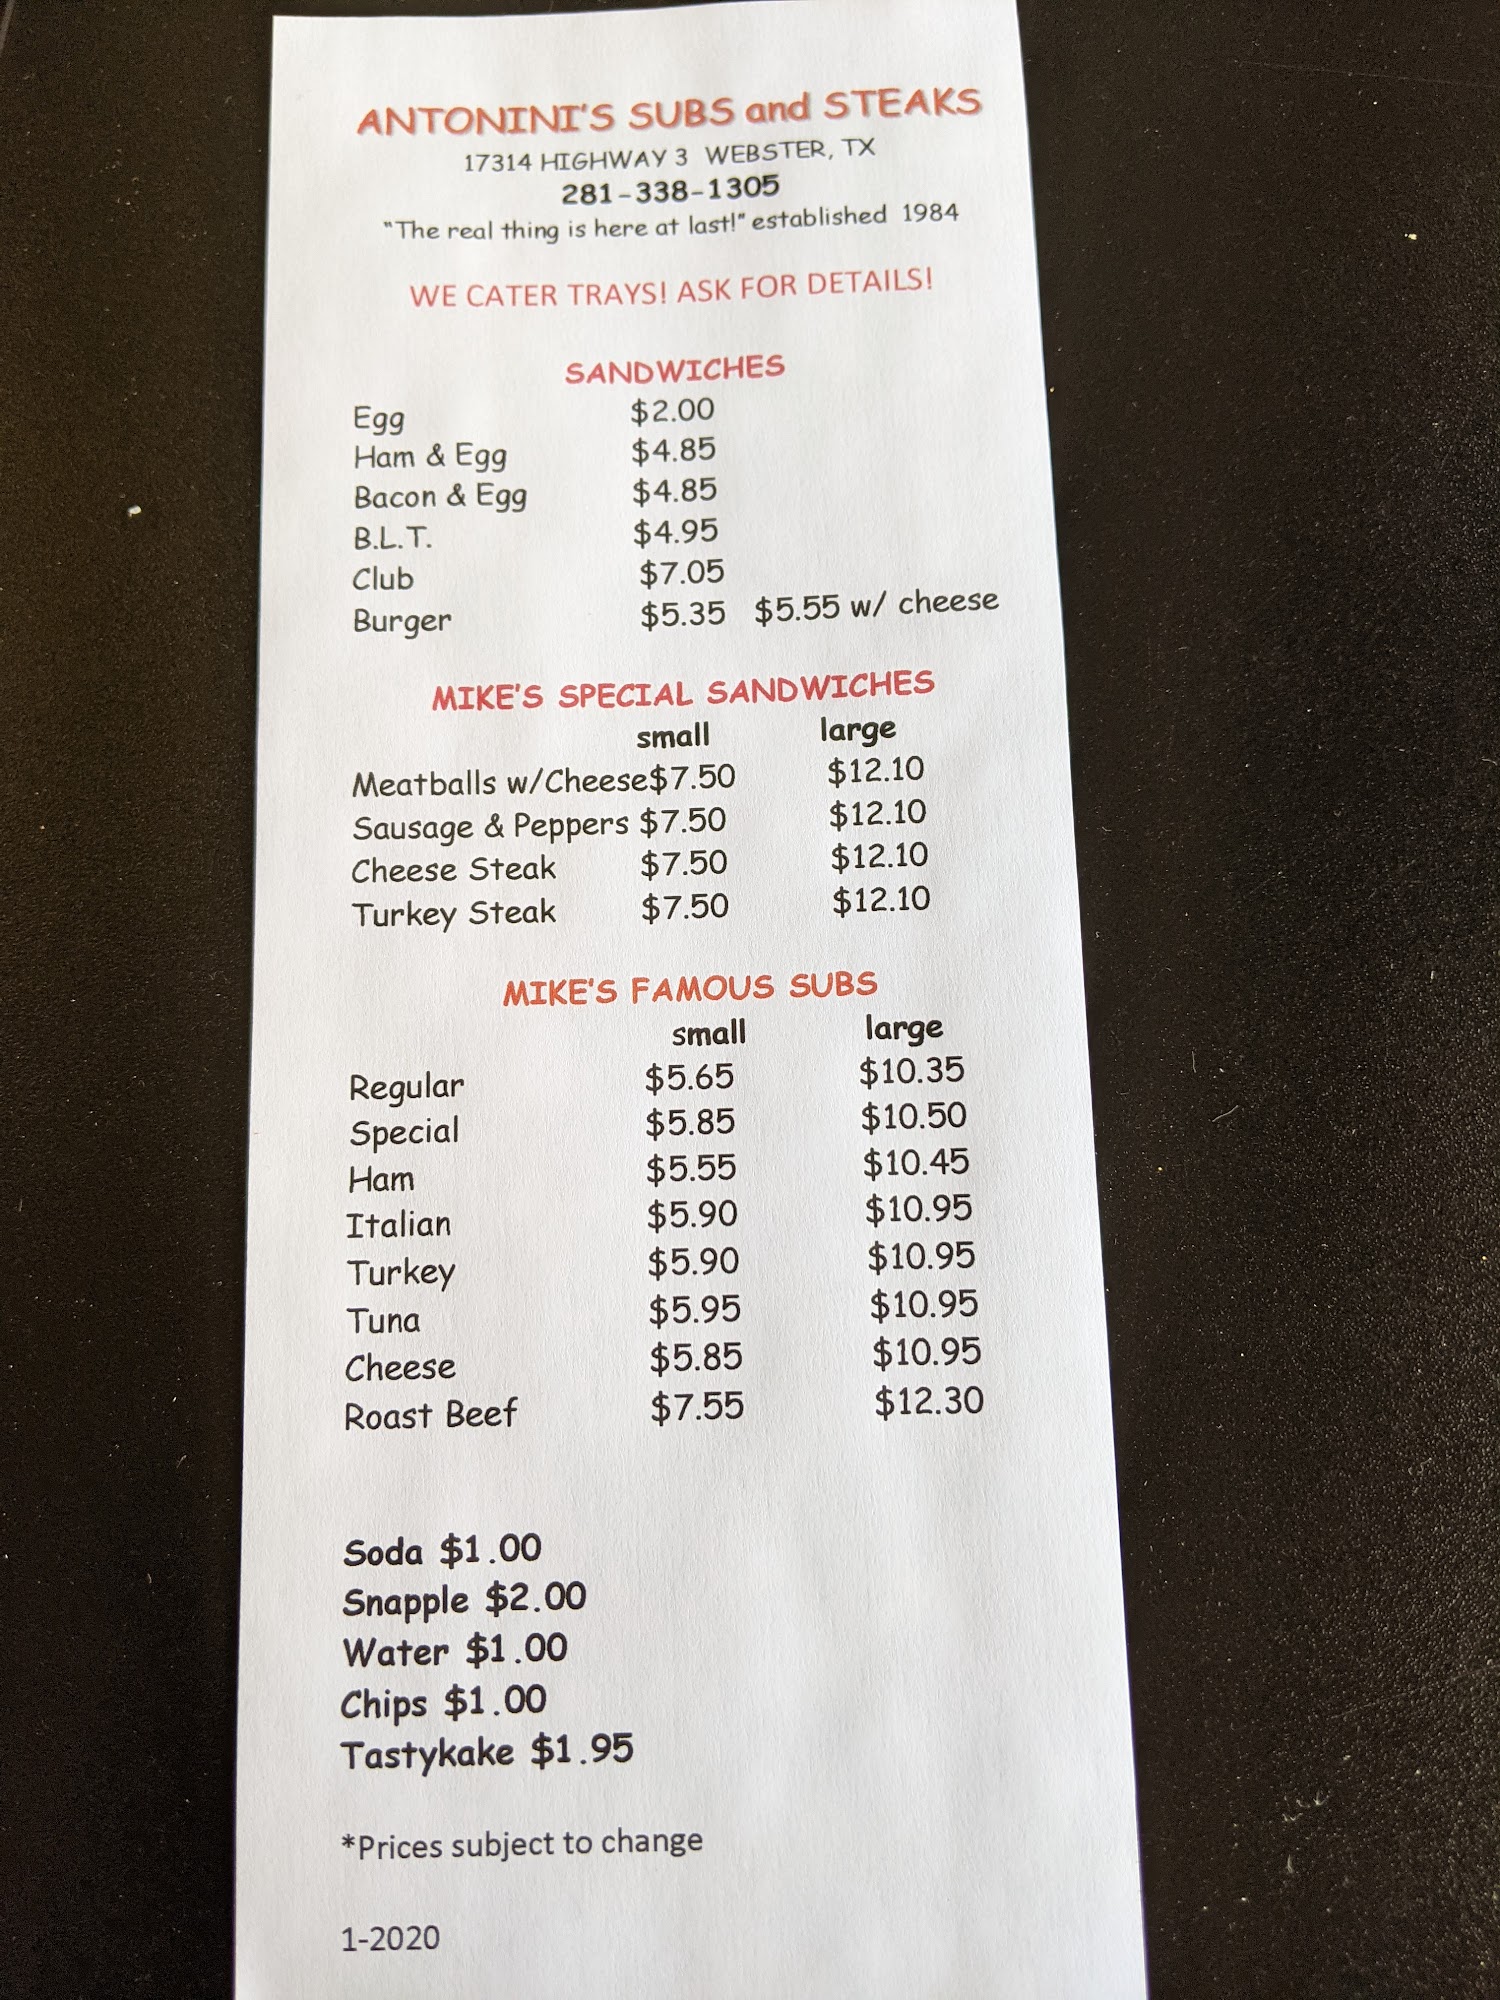 ANTONINI'S SUBS and STEAKS
17314 HIGHWAY 3 WEBSTER, TX
281-338-1305
"The real thing is here at last!" established 1984
WE CATER TRAYS! ASK FOR DETAILS!
SANDWICHES
Egg $2.00
Ham & Egg $4.85
Bacon & Egg $4.85
B.L.T. $4.95
Club $7.05
Burger $5.35 $5.55 w/ cheese
MIKE'S SPECIAL SANDWICHES
small large
Meatballs w/Cheese$7.50 $12.10
Sausage & Peppers $7.50 $12.10
Cheese Steak $7.50 $12.10
Turkey Steak $7.50 $12.10
MIKE'S FAMOUS SUBS
small large
Regular $5.65 $10.35
Special $5.85 $10.50
Ham $5.55 $10.45
Italian $5.90 $10.95
Turkey $5.90 $10.95
Tuna $5.95 $10.95
Cheese $5.85 $10.95
Roast Beef $7.55 $12.30
Soda $1.00
Snapple $2.00
Water $1.00
Chips $1.00
Tastykake $1.95
*Prices subject to change
1-2020